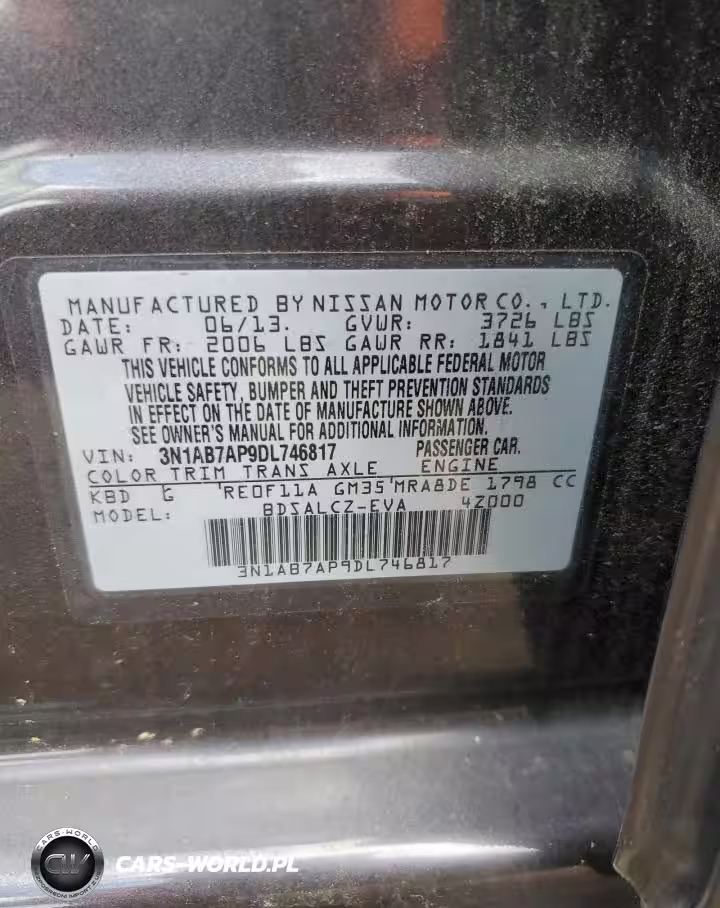 MANUFACTURED BY NISSAN MOTOR CO., LTD.
DATE: 06/13. GVWR: 3726 LBS
GAWR FR: 2006 LBS GAWR RR: 1841 LBS
THIS VEHICLE CONFORMS TO ALL APPLICABLE FEDERAL MOTOR
VEHICLE SAFETY, BUMPER AND THEFT PREVENTION STANDARDS
IN EFFECT ON THE DATE OF MANUFACTURE SHOWN ABOVE.
SEE OWNER'S MANUAL FOR ADDITIONAL INFORMATION.
VIN: 3N1AB7AP9DL746817 PASSENGER CAR.
COLOR TRIM TRANS AXLE ENGINE
KBD G RE0F11A GM35 MRA8DE 1798 CC
MODEL: BDSALCZ-EVA 4Z000
3N1AB7AP9DL746817
CARS-WORLD
CW
CARS-WORLD.PL